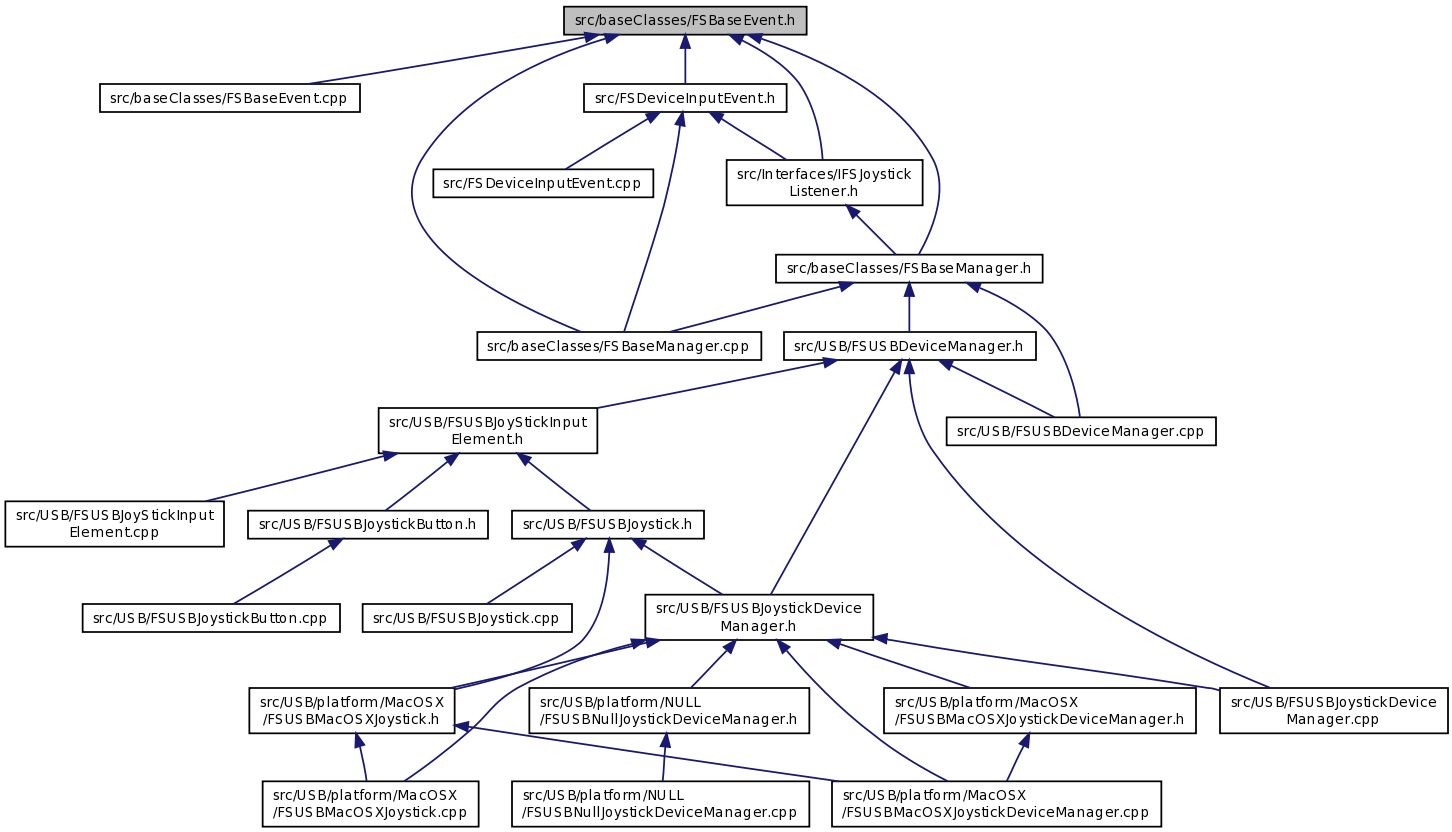 src/baseClasses/FSBaseEvent.h
src/baseClasses/FSBaseEvent.cpp
src/FSDeviceInputEvent.h
src/FSDeviceInputEvent.cpp
src/Interfaces/IFSJoystick
Listener.h
src/baseClasses/FSBaseManager.h
src/baseClasses/FSBaseManager.cpp
src/USB/FSUSBDeviceManager.h
src/USB/FSUSBJoyStickInput
Element.h
src/USB/FSUSBDeviceManager.cpp
src/USB/FSUSBJoyStickInput
Element.cpp
src/USB/FSUSBJoystickButton.h
src/USB/FSUSBJoystick.h
src/USB/FSUSBJoystickButton.cpp
src/USB/FSUSBJoystick.cpp
src/USB/FSUSBJoystickDevice
Manager.h
src/USB/platform/MacOSX
/FSUSBMacOSXJoystick.h
src/USB/platform/NULL
/FSUSBNullJoystickDeviceManager.h
src/USB/platform/MacOSX
/FSUSBMacOSXJoystickDeviceManager.h
src/USB/FSUSBJoystickDevice
Manager.cpp
src/USB/platform/MacOSX
/FSUSBMacOSXJoystick.cpp
src/USB/platform/NULL
/FSUSBNullJoystickDeviceManager.cpp
src/USB/platform/MacOSX
/FSUSBMacOSXJoystickDeviceManager.cpp